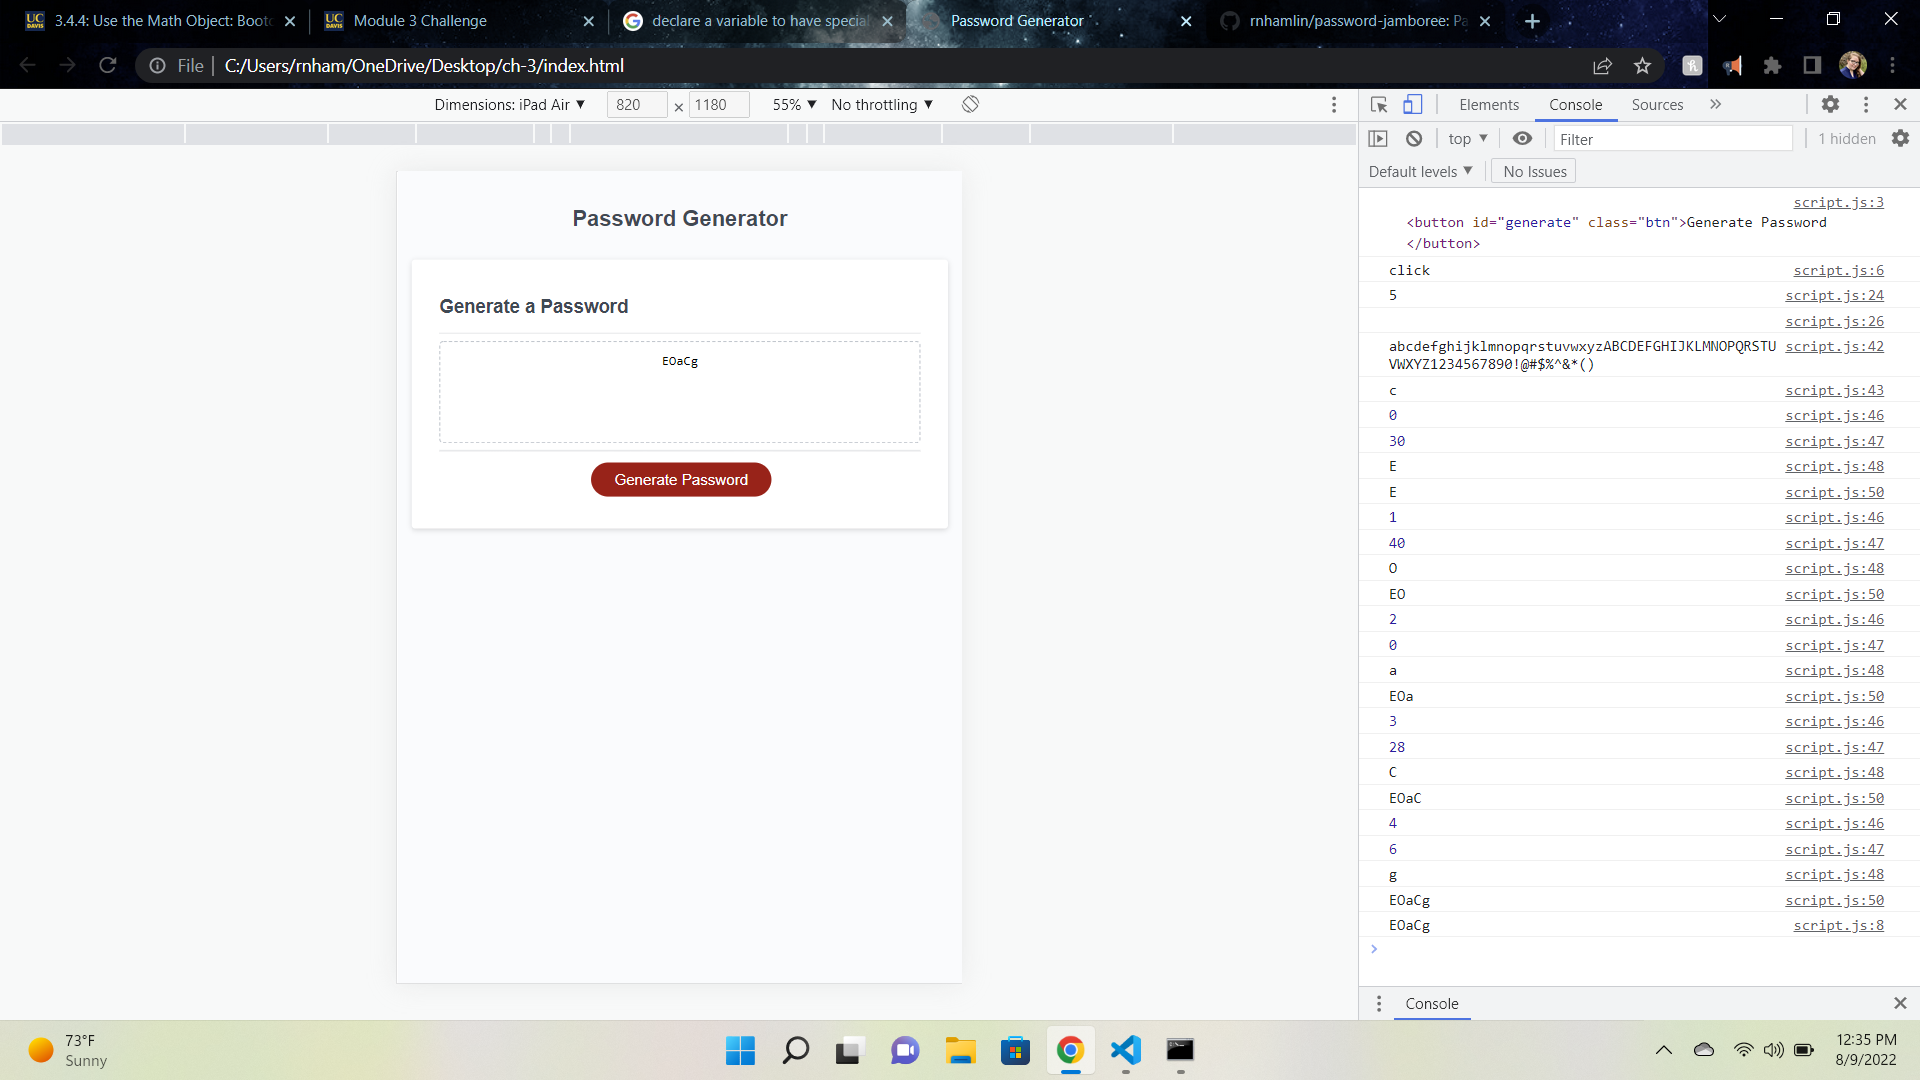 3.4.4: Use the Math Object: Bootc
Module 3 Challenge
declare a variable to have special
Password Generator
rnhamlin/password-jamboree: Pa
File
C:/Users/rnham/OneDrive/Desktop/ch-3/index.html
Dimensions: iPad Air
820
×
1180
55%
No throttling
Elements
Console
Sources
top
Filter
1 hidden
Default levels
No Issues
Password Generator
Generate a Password
EOaCg
Generate Password
script.js:3
<button id="generate" class="btn">Generate Password
</button>
click script.js:6
5 script.js:24
script.js:26
abcdefghijklmnopqrstuvwxyzABCDEFGHIJKLMNOPQRSTU script.js:42
VWXYZ1234567890!@#$%^&*()
c script.js:43
0 script.js:46
30 script.js:47
E script.js:48
E script.js:50
1 script.js:46
40 script.js:47
O script.js:48
EO script.js:50
2 script.js:46
0 script.js:47
a script.js:48
EOa script.js:50
3 script.js:46
28 script.js:47
C script.js:48
EOaC script.js:50
4 script.js:46
6 script.js:47
g script.js:48
EOaCg script.js:50
EOaCg script.js:8
Console
73°F
Sunny
12:35 PM
8/9/2022